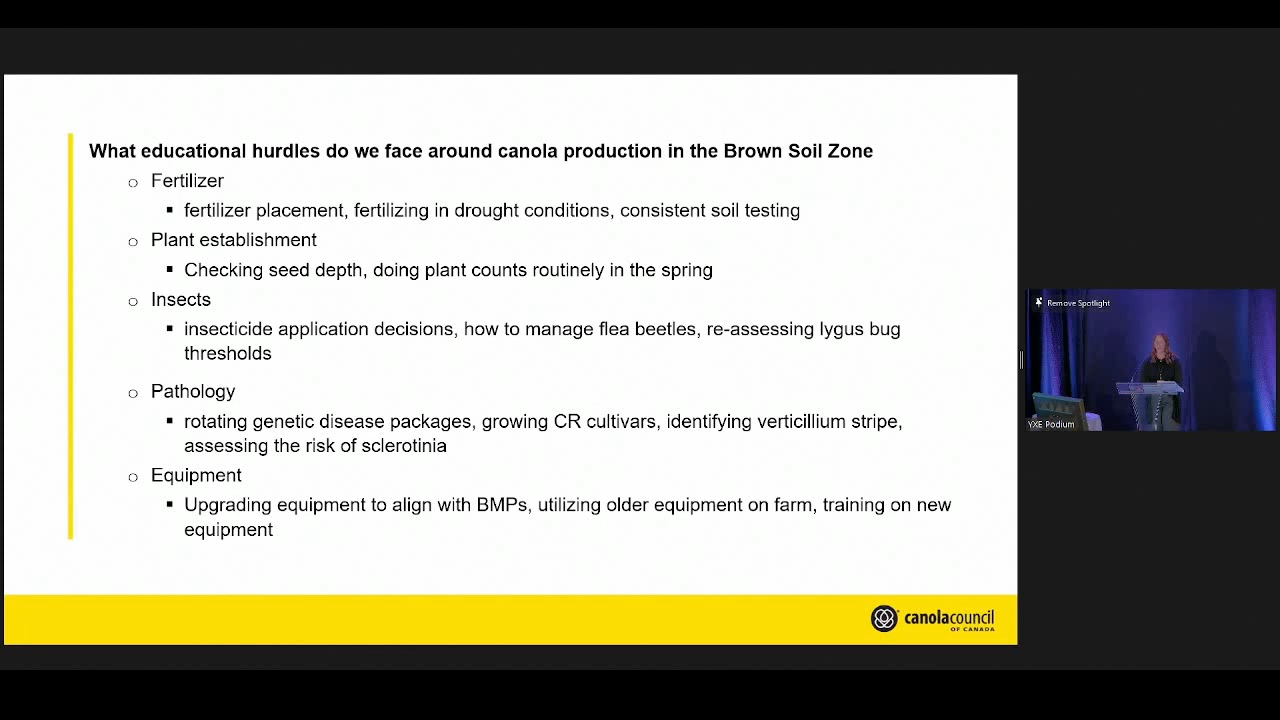 What educational hurdles do we face around canola production in the Brown Soil Zone
Fertilizer
fertilizer placement, fertilizing in drought conditions, consistent soil testing
Plant establishment
Checking seed depth, doing plant counts routinely in the spring
Insects
insecticide application decisions, how to manage flea beetles, re-assessing lygus bug
thresholds
Pathology
rotating genetic disease packages, growing CR cultivars, identifying verticillium stripe,
assessing the risk of sclerotinia
Equipment
Upgrading equipment to align with BMPs, utilizing older equipment on farm, training on new
equipment
canolacouncil
OF CANADA
Remove Spotlight
YXE Podium